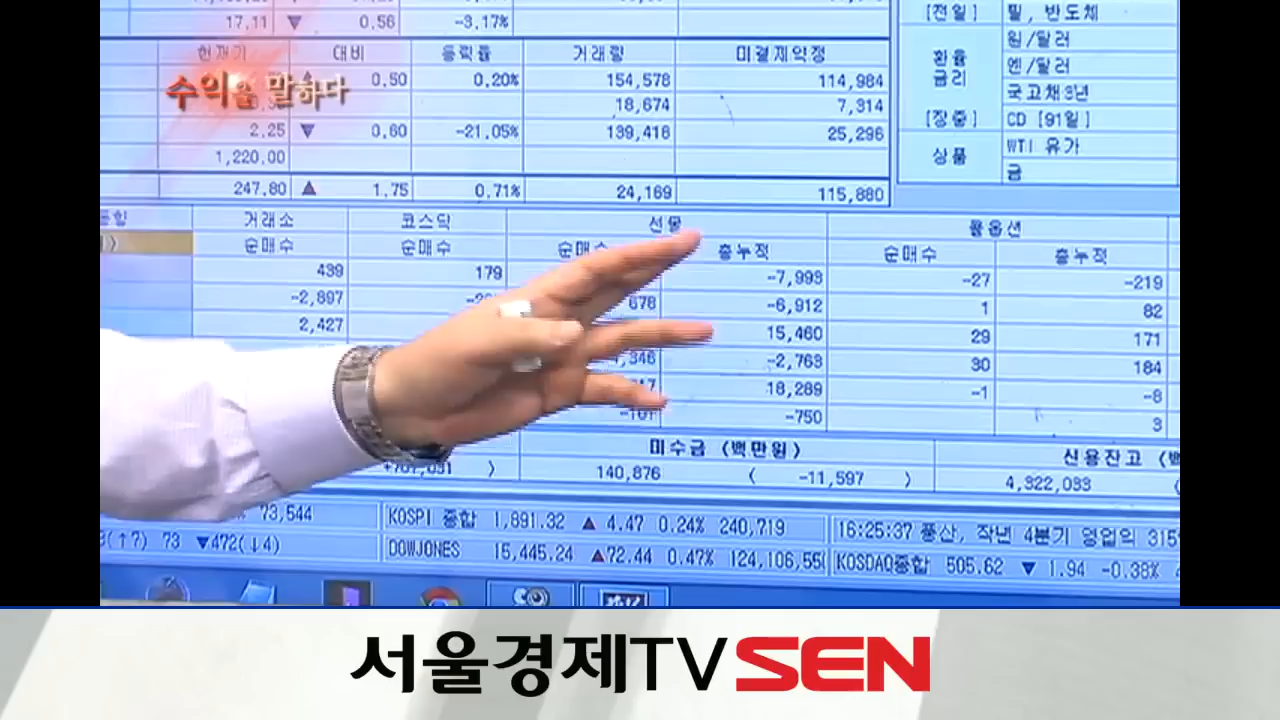 17.11 ▼ 0.56 -3.17%
[전일] 필, 반도체
현재가 대비 등락률 거래량 미결제약정
수익을 말하다
0.50 0.20% 154,578 114,984
18,674 7,314
2.25 ▼ 0.60 -21.05% 139,418 25,296
1,220.00
247.80 ▲ 1.75 0.71% 24,169 115,880
환율 원/달러
금리 엔/달러
국고채3년
[장중] CD [91일]
상품 WTI 유가
금
거래소 코스닥 선물 풋옵션
순매수 순매수 순매수 총누적 순매수 총누적
439 179 -7,993 -27 -219
-2,897 678 -6,912 1 82
2,427 15,460 29 171
-2,763 30 184
18,289 -1 -8
-750 3
미수금 (백만원) 신용잔고
140,876 ( -11,597 ) 4,322,033
73,544 KOSPI 종합 1,891.32 ▲ 4.47 0.24% 240,719 16:25:37 풍산, 작년 4분기 영업익 315
(↑7) 73 ▼472(↓4) DOWJONES 15,445.24 ▲72.44 0.47% 124,106,55 KOSDAQ종합 505.62 ▼ 1.94 -0.38%
서울경제TV SEN